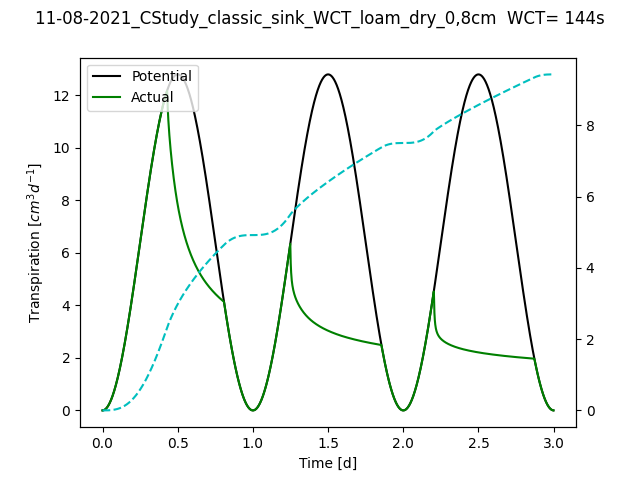 11-08-2021_CStudy_classic_sink_WCT_loam_dry_0,8cm  WCT= 144s
Potential
Actual
Transpiration [cm³d⁻¹]
12
10
8
6
4
2
0
8
6
4
2
0
0.0 0.5 1.0 1.5 2.0 2.5 3.0
Time [d]